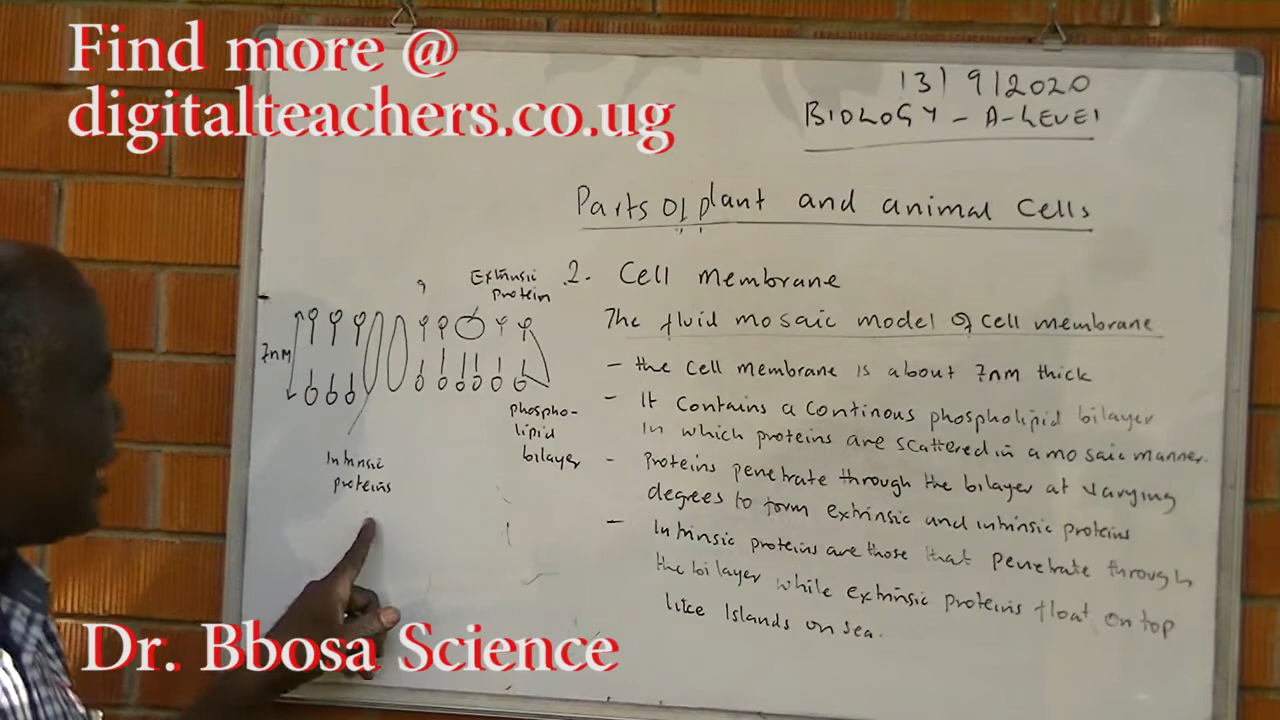 Find more @
digitalteachers.co.ug
13/9/2020
BIOLOGY - A-LEVEL
Parts of plant and animal cells
2. Cell membrane
The fluid mosaic model of cell membrane
- the cell membrane is about 7nm thick
- It contains a continous phospholipid bilayer
in which proteins are scattered in a mosaic manner.
- Proteins penetrate through the bilayer at varying
degrees to form extrinsic and intrinsic proteins
- Intrinsic proteins are those that penetrate through
the bilayer while extrinsic proteins float on top
like Islands on sea.
Extrinsic
protein
7nm
phospho-
lipid
bilayer
Intrinsic
proteins
Dr. Bbosa Science